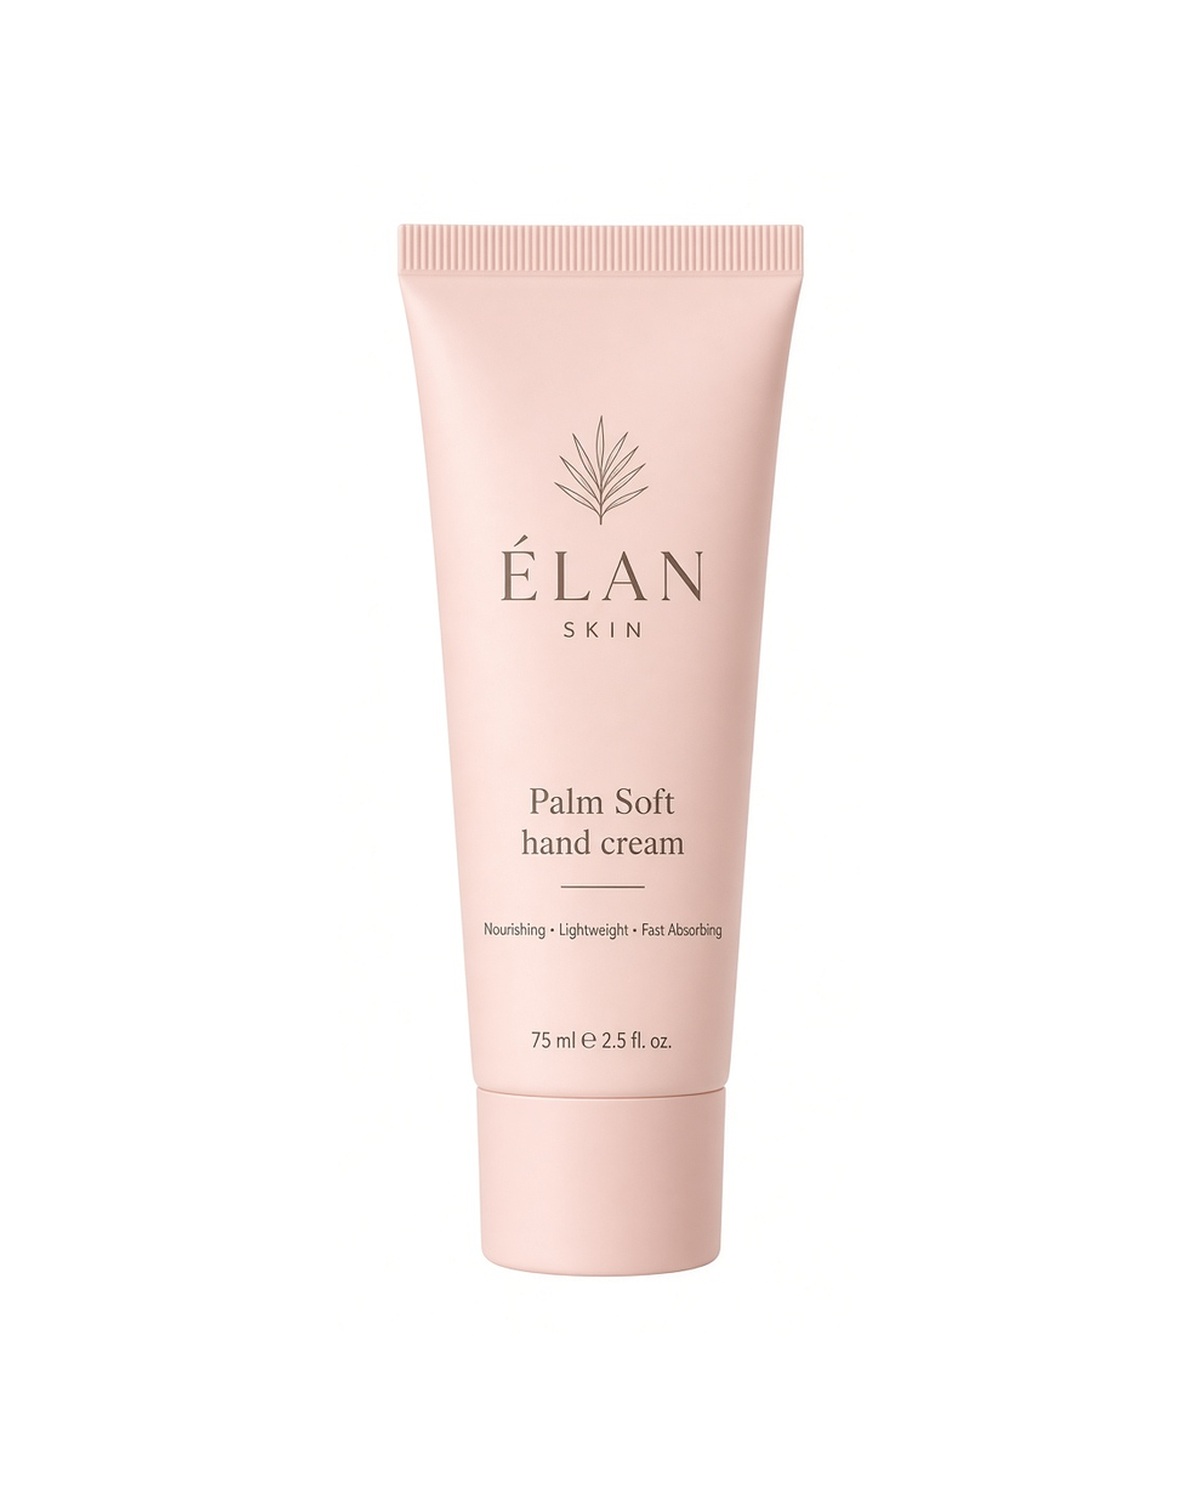 ÉLAN
SKIN
Palm Soft
hand cream
Nourishing • Lightweight • Fast Absorbing
75 ml ℮ 2.5 fl. oz.